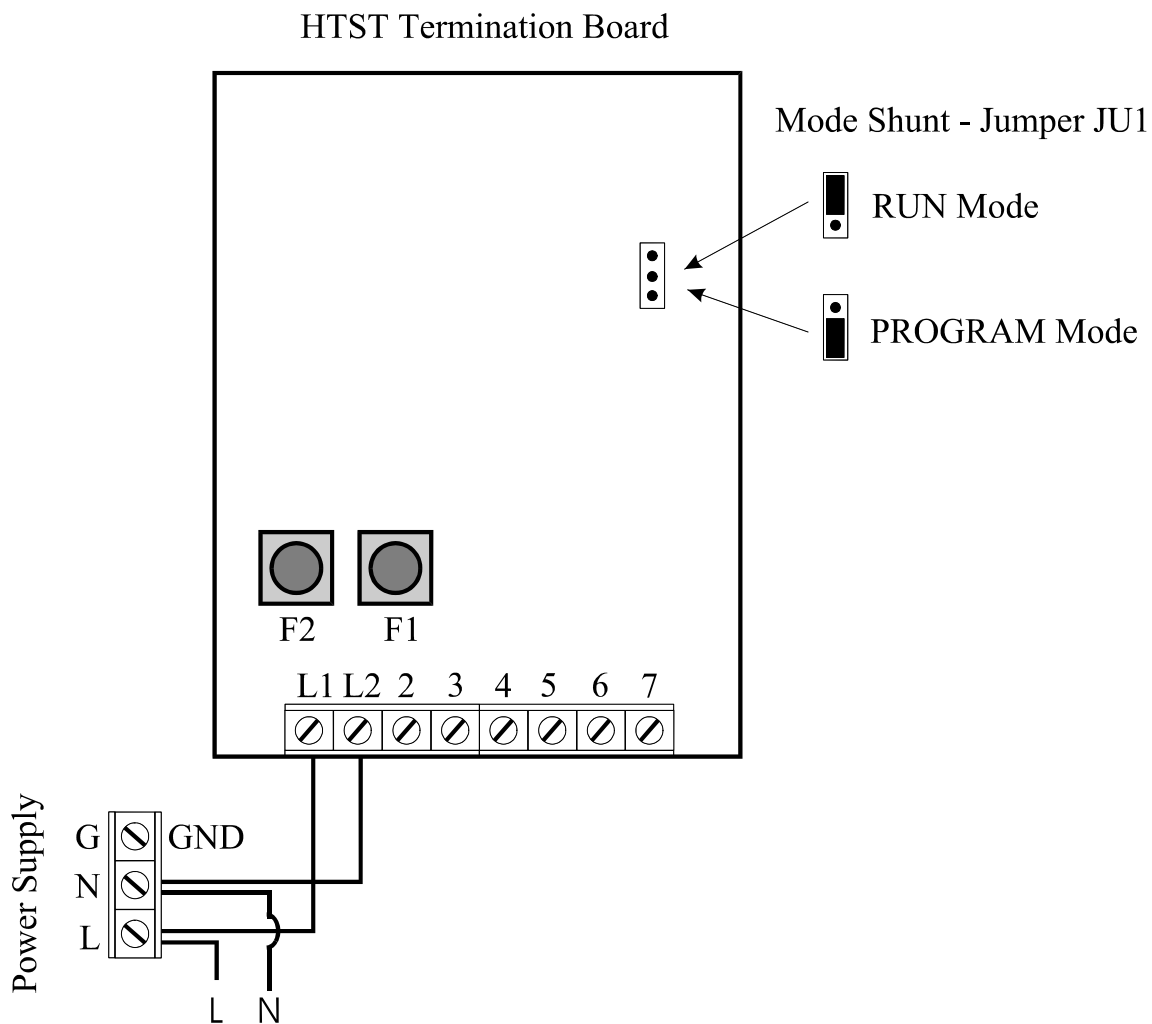 HTST Termination Board
Mode Shunt - Jumper JU1
RUN Mode
PROGRAM Mode
F2 F1
L1 L2 2 3 4 5 6 7
Power Supply
G GND
N
L
L N